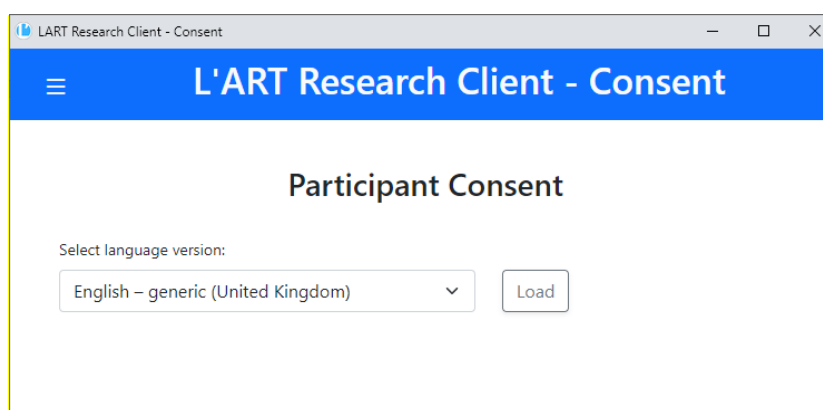 LART Research Client - Consent
L'ART Research Client - Consent
Participant Consent
Select language version:
English – generic (United Kingdom)
Load